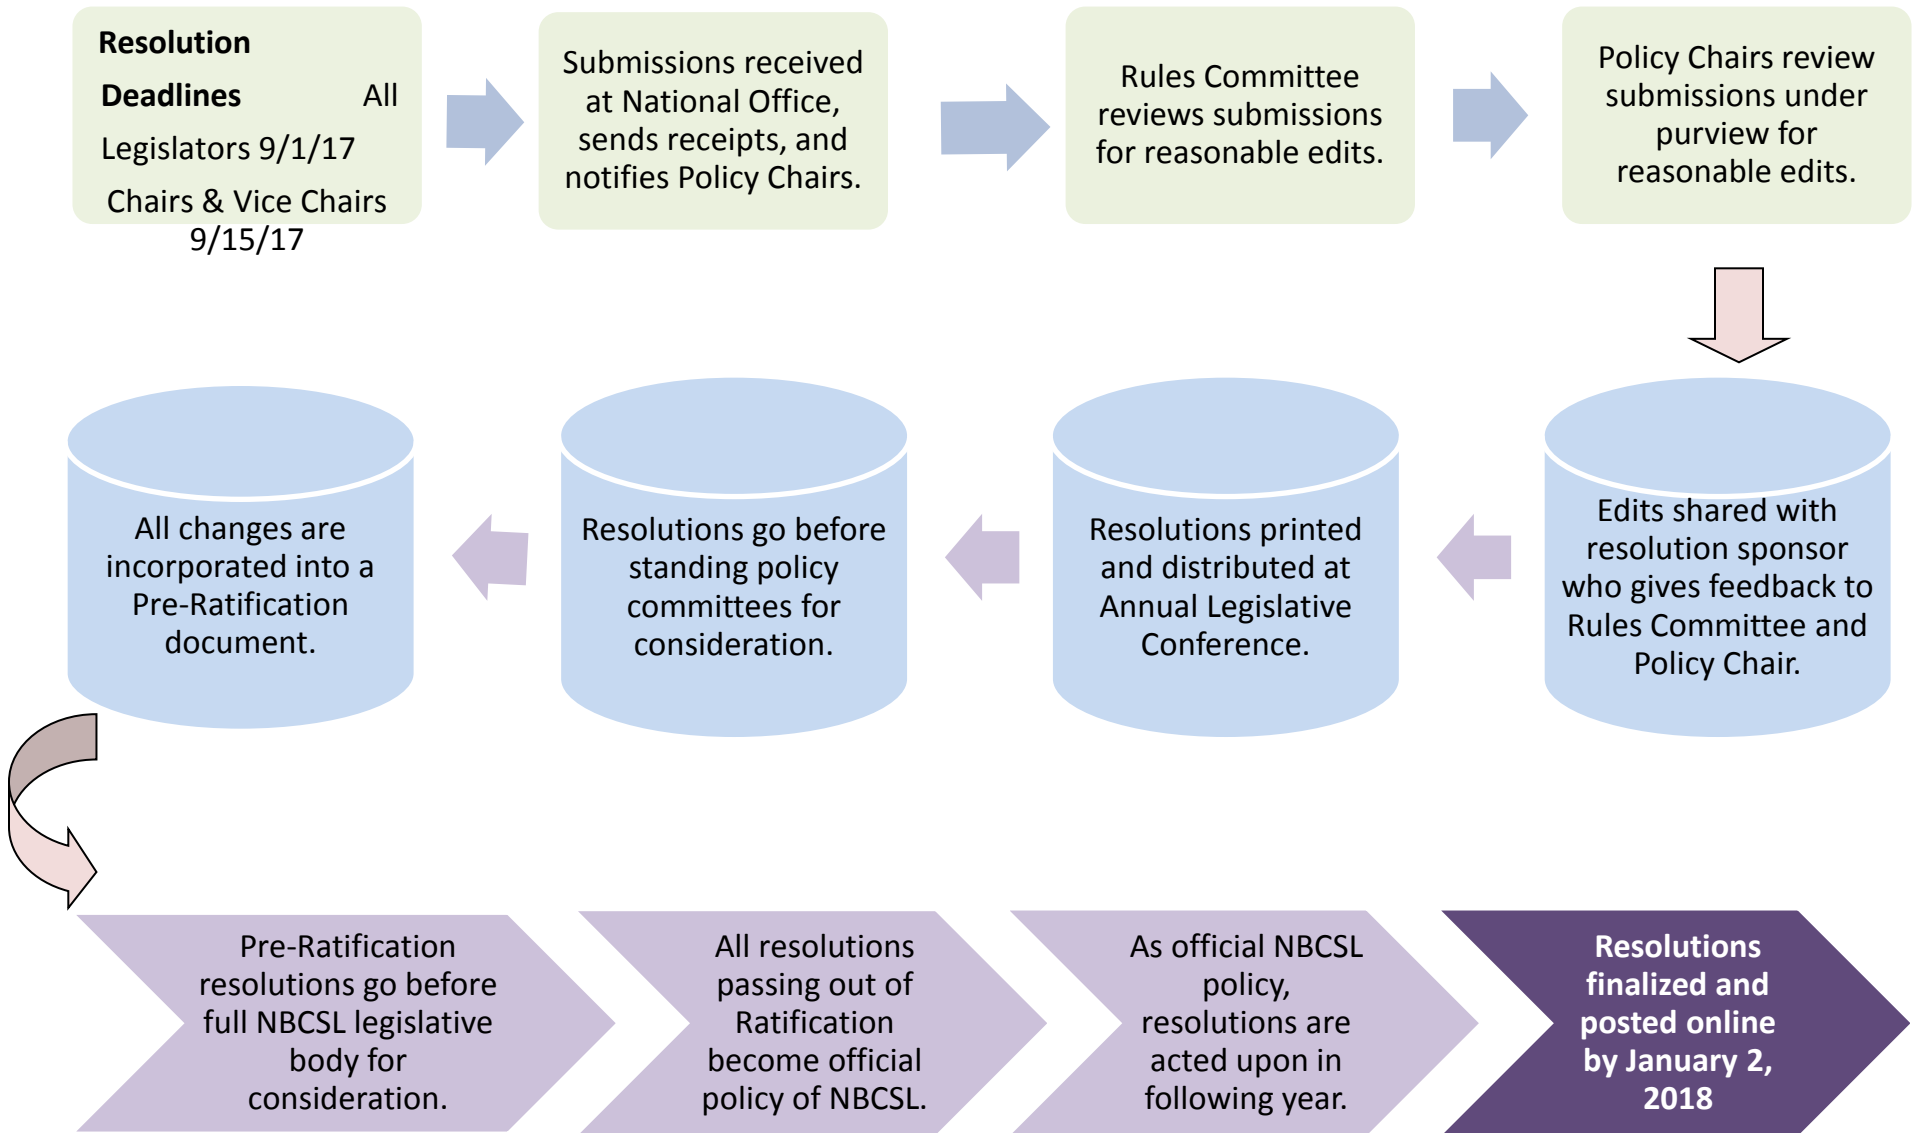 Resolution
Deadlines All
Legislators 9/1/17
Chairs & Vice Chairs
9/15/17
Submissions received
at National Office,
sends receipts, and
notifies Policy Chairs.
Rules Committee
reviews submissions
for reasonable edits.
Policy Chairs review
submissions under
purview for
reasonable edits.
Edits shared with
resolution sponsor
who gives feedback to
Rules Committee and
Policy Chair.
Resolutions printed
and distributed at
Annual Legislative
Conference.
Resolutions go before
standing policy
committees for
consideration.
All changes are
incorporated into a
Pre-Ratification
document.
Pre-Ratification
resolutions go before
full NBCSL legislative
body for
consideration.
All resolutions
passing out of
Ratification
become official
policy of NBCSL.
As official NBCSL
policy,
resolutions are
acted upon in
following year.
Resolutions
finalized and
posted online
by January 2,
2018